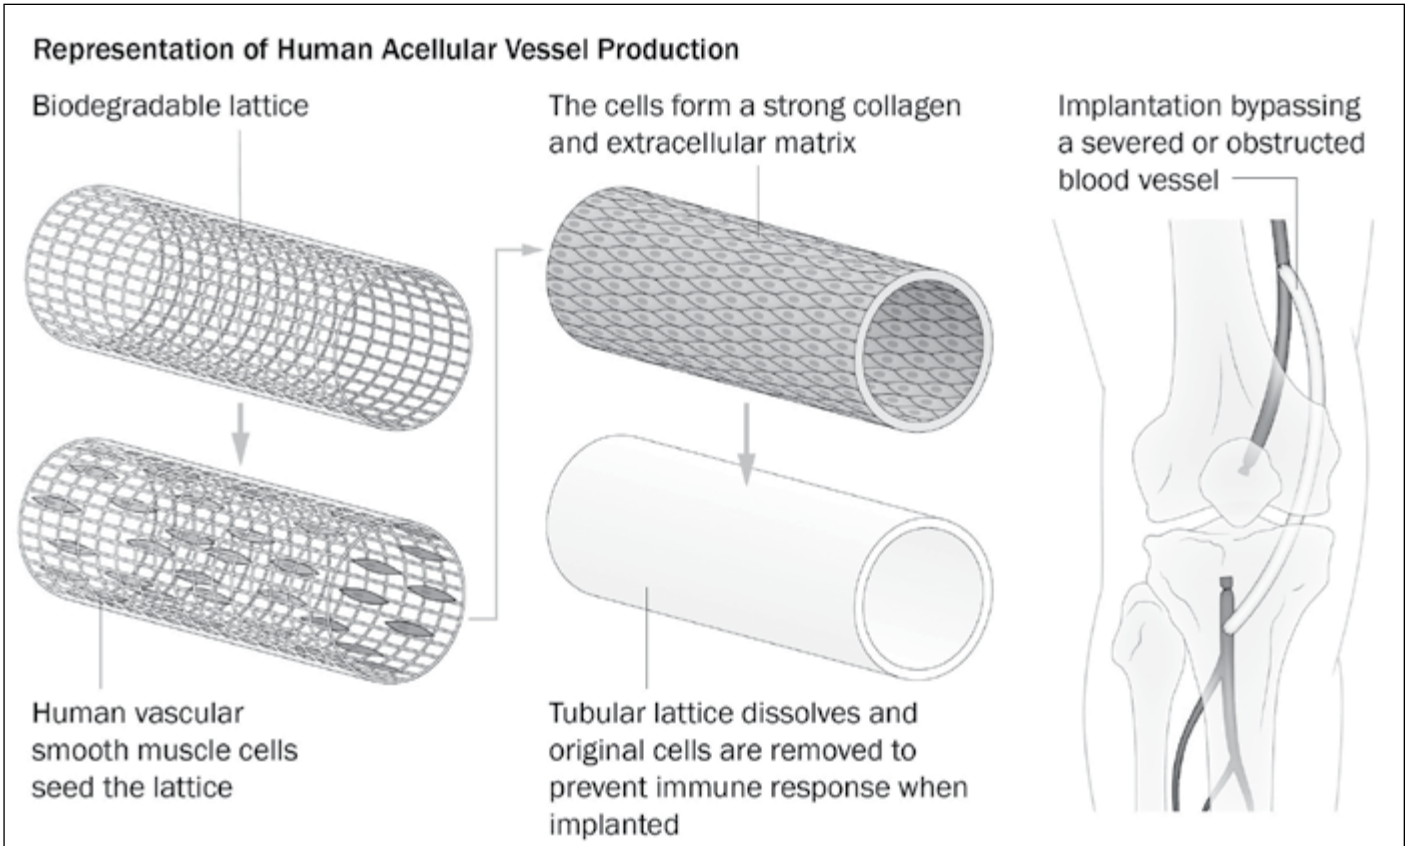 Representation of Human Acellular Vessel Production
Biodegradable lattice
The cells form a strong collagen
and extracellular matrix
Implantation bypassing
a severed or obstructed
blood vessel
Human vascular
smooth muscle cells
seed the lattice
Tubular lattice dissolves and
original cells are removed to
prevent immune response when
implanted